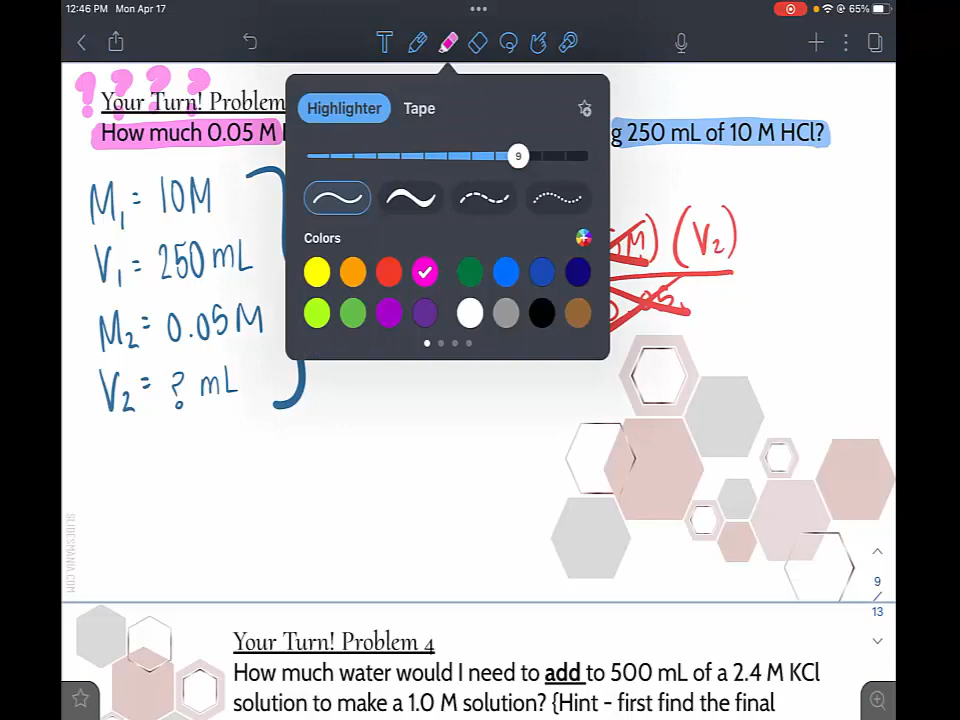 12:46 PM Mon Apr 17
65%
Your Turn! Problem
How much 0.05 M
g 250 mL of 10 M HCl?
Highlighter
Tape
9
Colors
M₁ = 10M
V₁ = 250 mL
M₂ = 0.05 M
V₂ = ? mL
M) (V₂)
SLIDESMANIA.COM
9
/
13
Your Turn! Problem 4
How much water would I need to add to 500 mL of a 2.4 M KCl
solution to make a 1.0 M solution? {Hint - first find the final